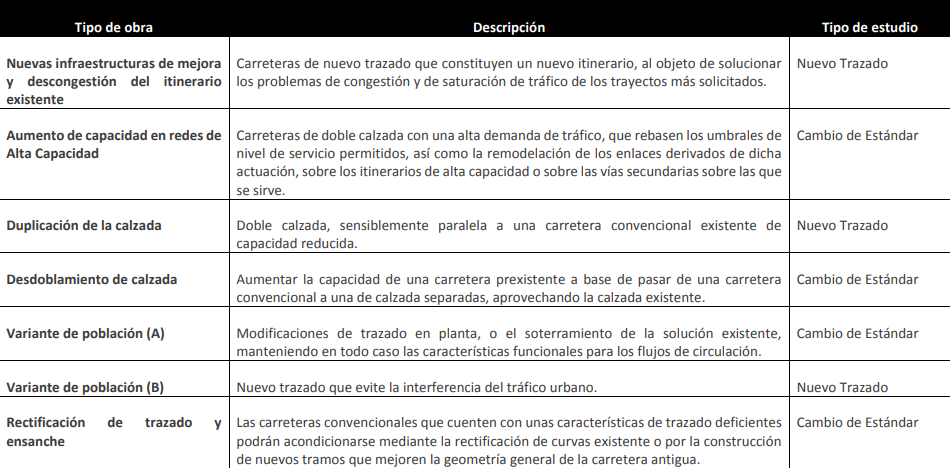 Tipo de obra Descripción Tipo de estudio
Nuevas infraestructuras de mejora y descongestión del itinerario existente
Carreteras de nuevo trazado que constituyen un nuevo itinerario, al objeto de solucionar
los problemas de congestión y de saturación de tráfico de los trayectos más solicitados.
Nuevo Trazado
Aumento de capacidad en redes de
Alta Capacidad
Carreteras de doble calzada con una alta demanda de tráfico, que rebasen los umbrales de
nivel de servicio permitidos, así como la remodelación de los enlaces derivados de dicha
actuación, sobre los itinerarios de alta capacidad o sobre las vías secundarias sobre las que
se sirve.
Cambio de Estándar
Duplicación de la calzada
Doble calzada, sensiblemente paralela a una carretera convencional existente de
capacidad reducida.
Nuevo Trazado
Desdoblamiento de calzada
Aumentar la capacidad de una carretera prexistente a base de pasar de una carretera
convencional a una de calzada separadas, aprovechando la calzada existente.
Cambio de Estándar
Variante de población (A)
Modificaciones de trazado en planta, o el soterramiento de la solución existente,
manteniendo en todo caso las características funcionales para los flujos de circulación.
Cambio de Estándar
Variante de población (B)
Nuevo trazado que evite la interferencia del tráfico urbano.
Nuevo Trazado
Rectificación de trazado y
ensanche
Las carreteras convencionales que cuenten con unas características de trazado deficientes
podrán acondicionarse mediante la rectificación de curvas existente o por la construcción
de nuevos tramos que mejoren la geometría general de la carretera antigua.
Cambio de Estándar